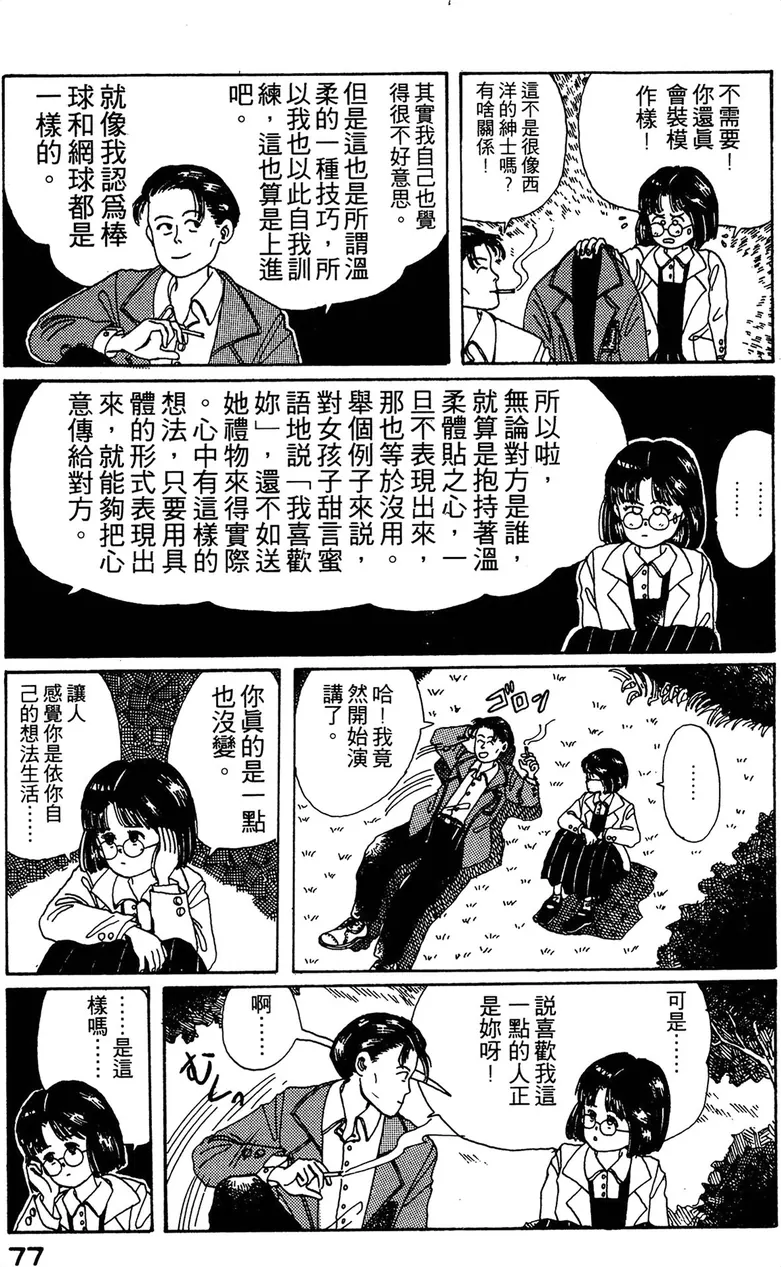 不需要！
你還眞
會裝模
作樣！
這不是很像西
洋的紳士嗎？
有啥關係！
其實我自己也覺
得很不好意思。
但是這也是所謂溫
柔的一種技巧，所
以我也以此自我訓
練，這也算是上進
吧。
就像我認爲棒
球和網球都是
一樣的。
⋯⋯
⋯⋯
所以啦，
無論對方是誰，
就算是抱持著溫
柔體貼之心，一
旦不表現出來，
那也等於沒用。
舉個例子來説，
對女孩子甜言蜜
語地説「我喜歡
妳」，還不如送
她禮物來得實際
。心中有這樣的
想法，只要用具
體的形式表現出
來，就能夠把心
意傳給對方。
⋯⋯
ゴロッ
哈！我竟
然開始演
講了。
你眞的是一點
也沒變。
讓人
感覺你是依你自
己的想法生活⋯⋯
可是⋯⋯
説喜歡我這
一點的人正
是妳呀！
啊⋯⋯
むくっ
⋯⋯是這
樣嗎⋯⋯
77